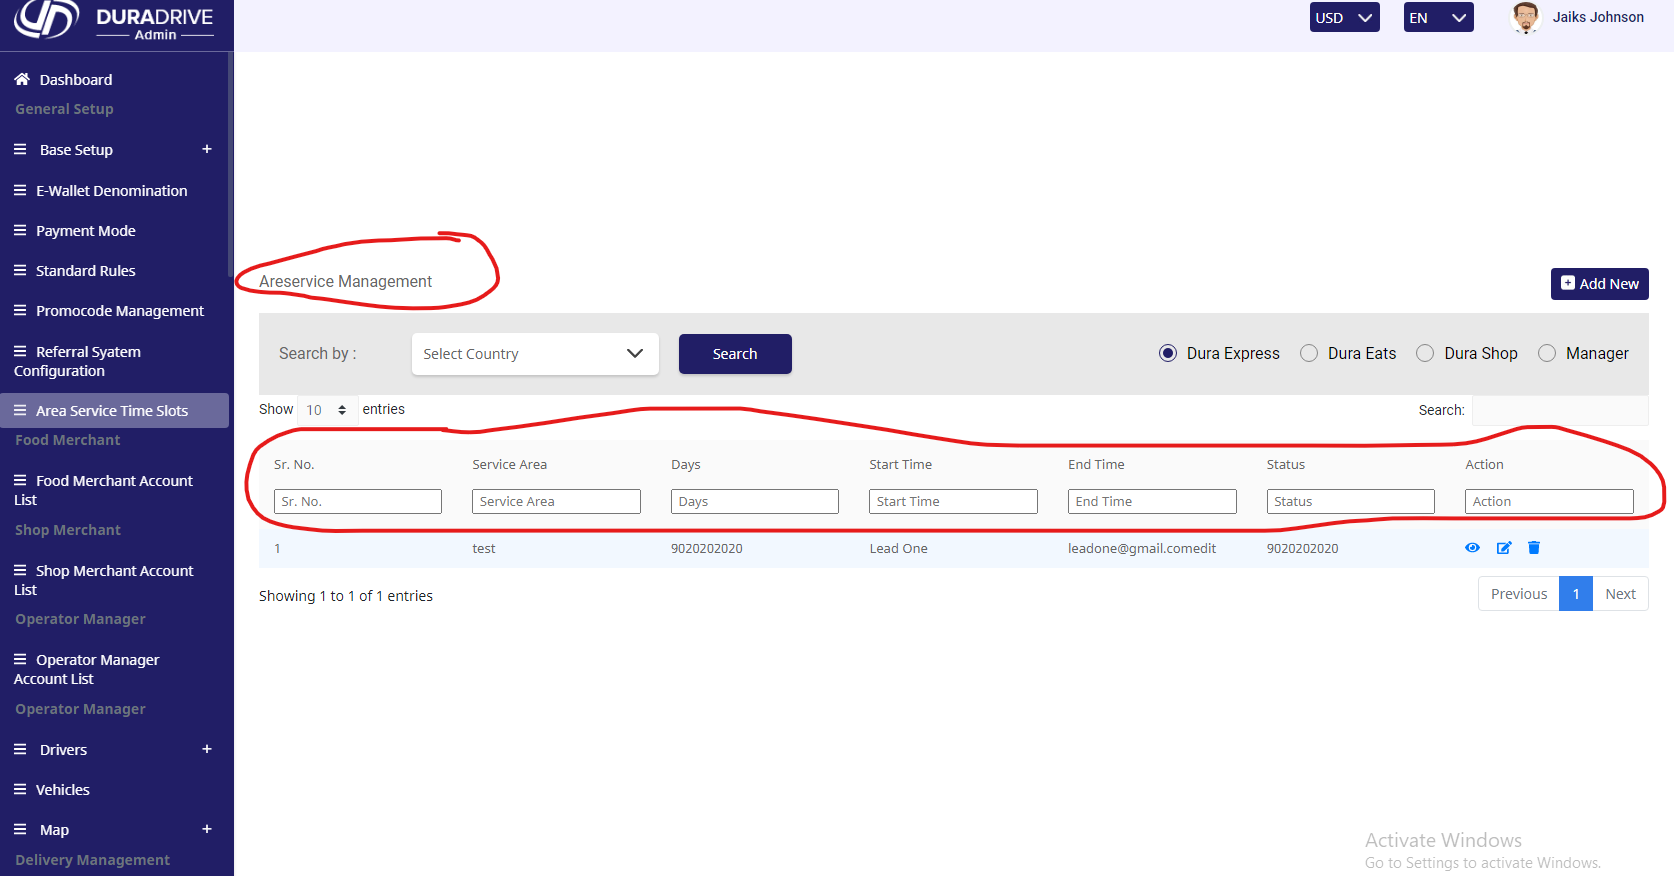 DURADRIVE
Admin
USD
EN
Jaiks Johnson
Dashboard
General Setup
Base Setup +
E-Wallet Denomination
Payment Mode
Standard Rules
Promocode Management
Referral Syatem
Configuration
Area Service Time Slots
Food Merchant
Food Merchant Account
List
Shop Merchant
Shop Merchant Account
List
Operator Manager
Operator Manager
Account List
Operator Manager
Drivers +
Vehicles
Map +
Delivery Management
Areservice Management
Add New
Search by : Select Country Search Dura Express Dura Eats Dura Shop Manager
Show 10 entries Search:
Sr. No. Service Area Days Start Time End Time Status Action
Sr. No. Service Area Days Start Time End Time Status Action
1 test 9020202020 Lead One leadone@gmail.comedit 9020202020
Showing 1 to 1 of 1 entries Previous 1 Next
Activate Windows
Go to Settings to activate Windows.